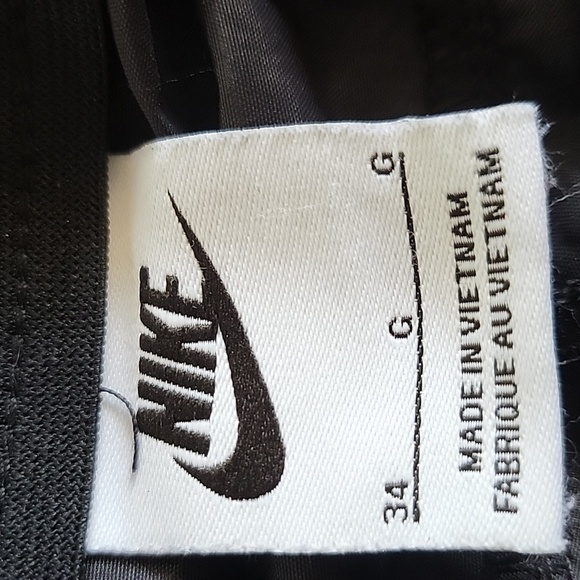 NIKE
34 G G
MADE IN VIETNAM
FABRIQUE AU VIETNAM